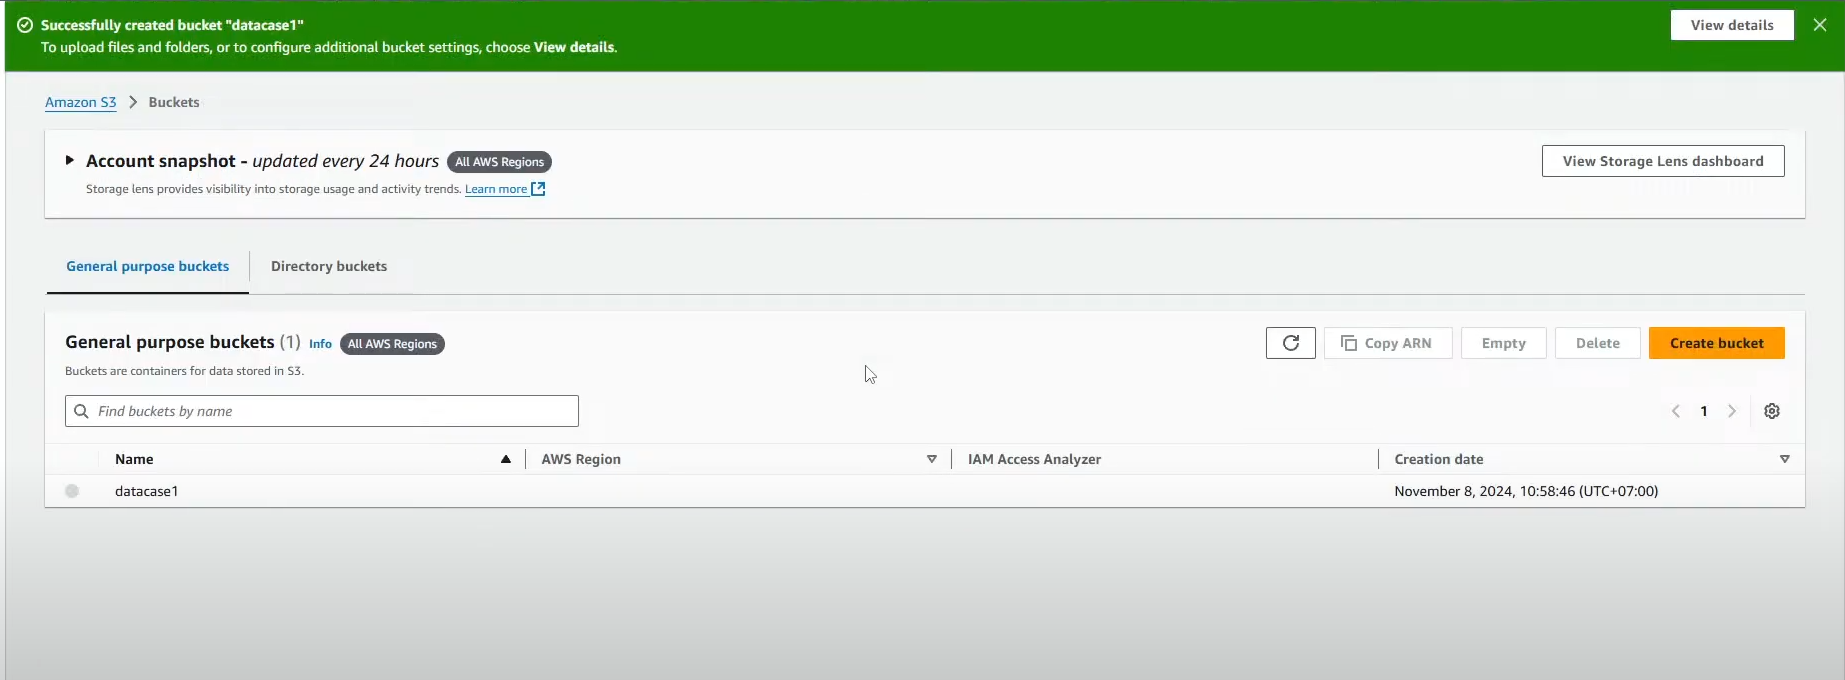 Successfully created bucket "datacase1"
To upload files and folders, or to configure additional bucket settings, choose View details.
View details
Amazon S3 > Buckets
Account snapshot - updated every 24 hours All AWS Regions
Storage lens provides visibility into storage usage and activity trends. Learn more
View Storage Lens dashboard
General purpose buckets Directory buckets
General purpose buckets (1) Info All AWS Regions
Buckets are containers for data stored in S3.
Copy ARN Empty Delete Create bucket
Find buckets by name
1
Name AWS Region IAM Access Analyzer Creation date
datacase1 November 8, 2024, 10:58:46 (UTC+07:00)